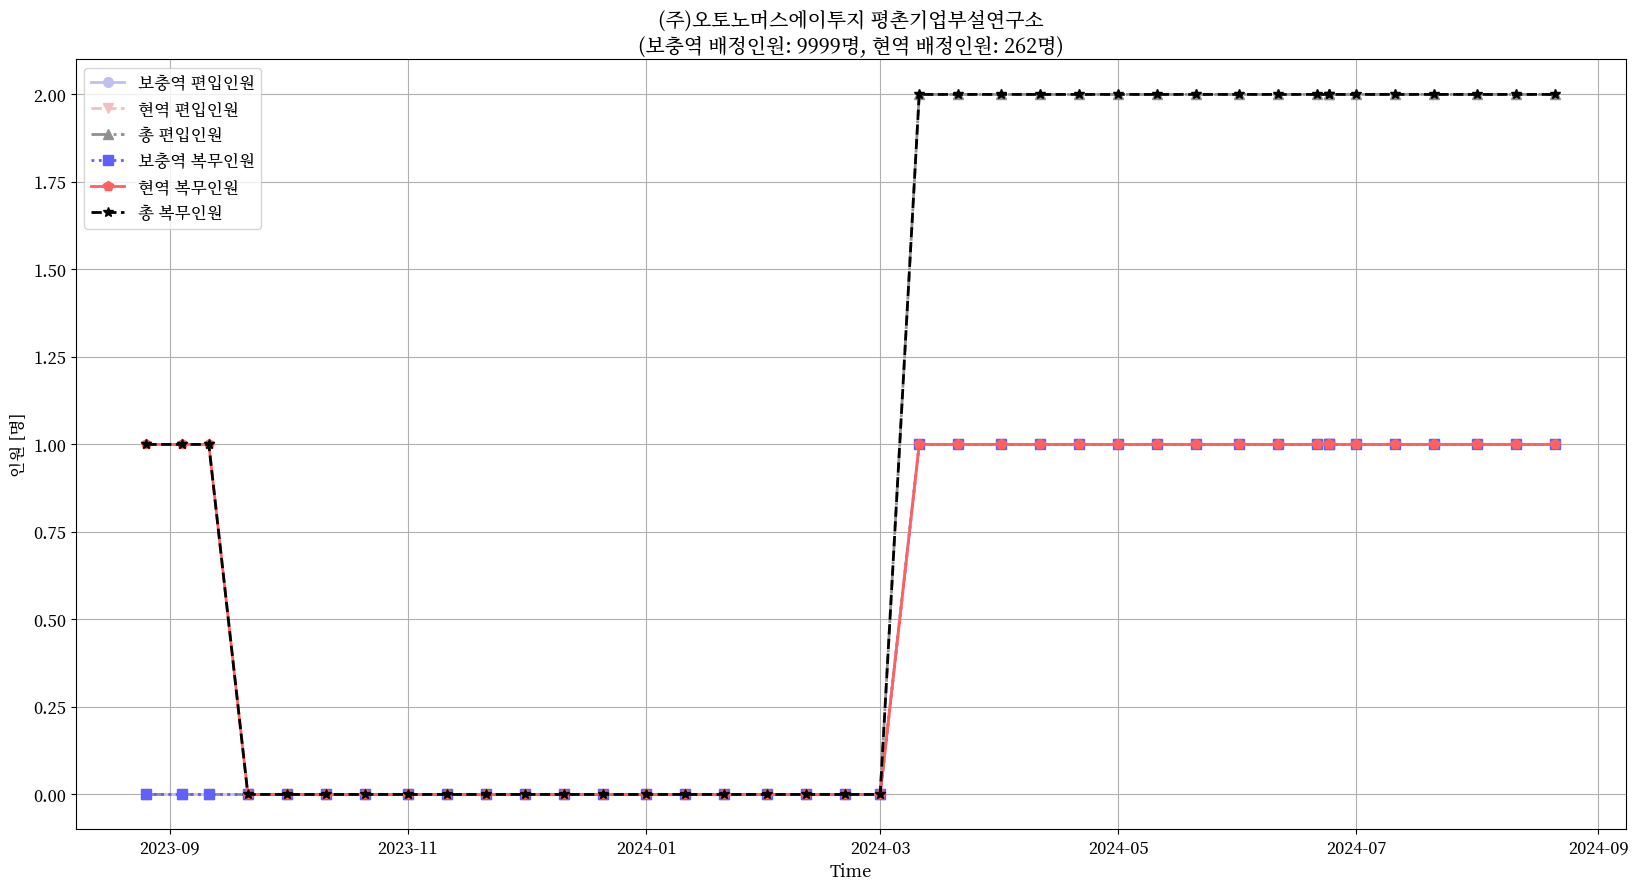 (주)오토노머스에이투지 평촌기업부설연구소
(보충역 배정인원: 9999명, 현역 배정인원: 262명)
보충역 편입인원
현역 편입인원
총 편입인원
보충역 복무인원
현역 복무인원
총 복무인원
2.00
1.75
1.50
1.25
1.00
0.75
0.50
0.25
0.00
인원 [명]
2023-09
2023-11
2024-01
2024-03
2024-05
2024-07
2024-09
Time